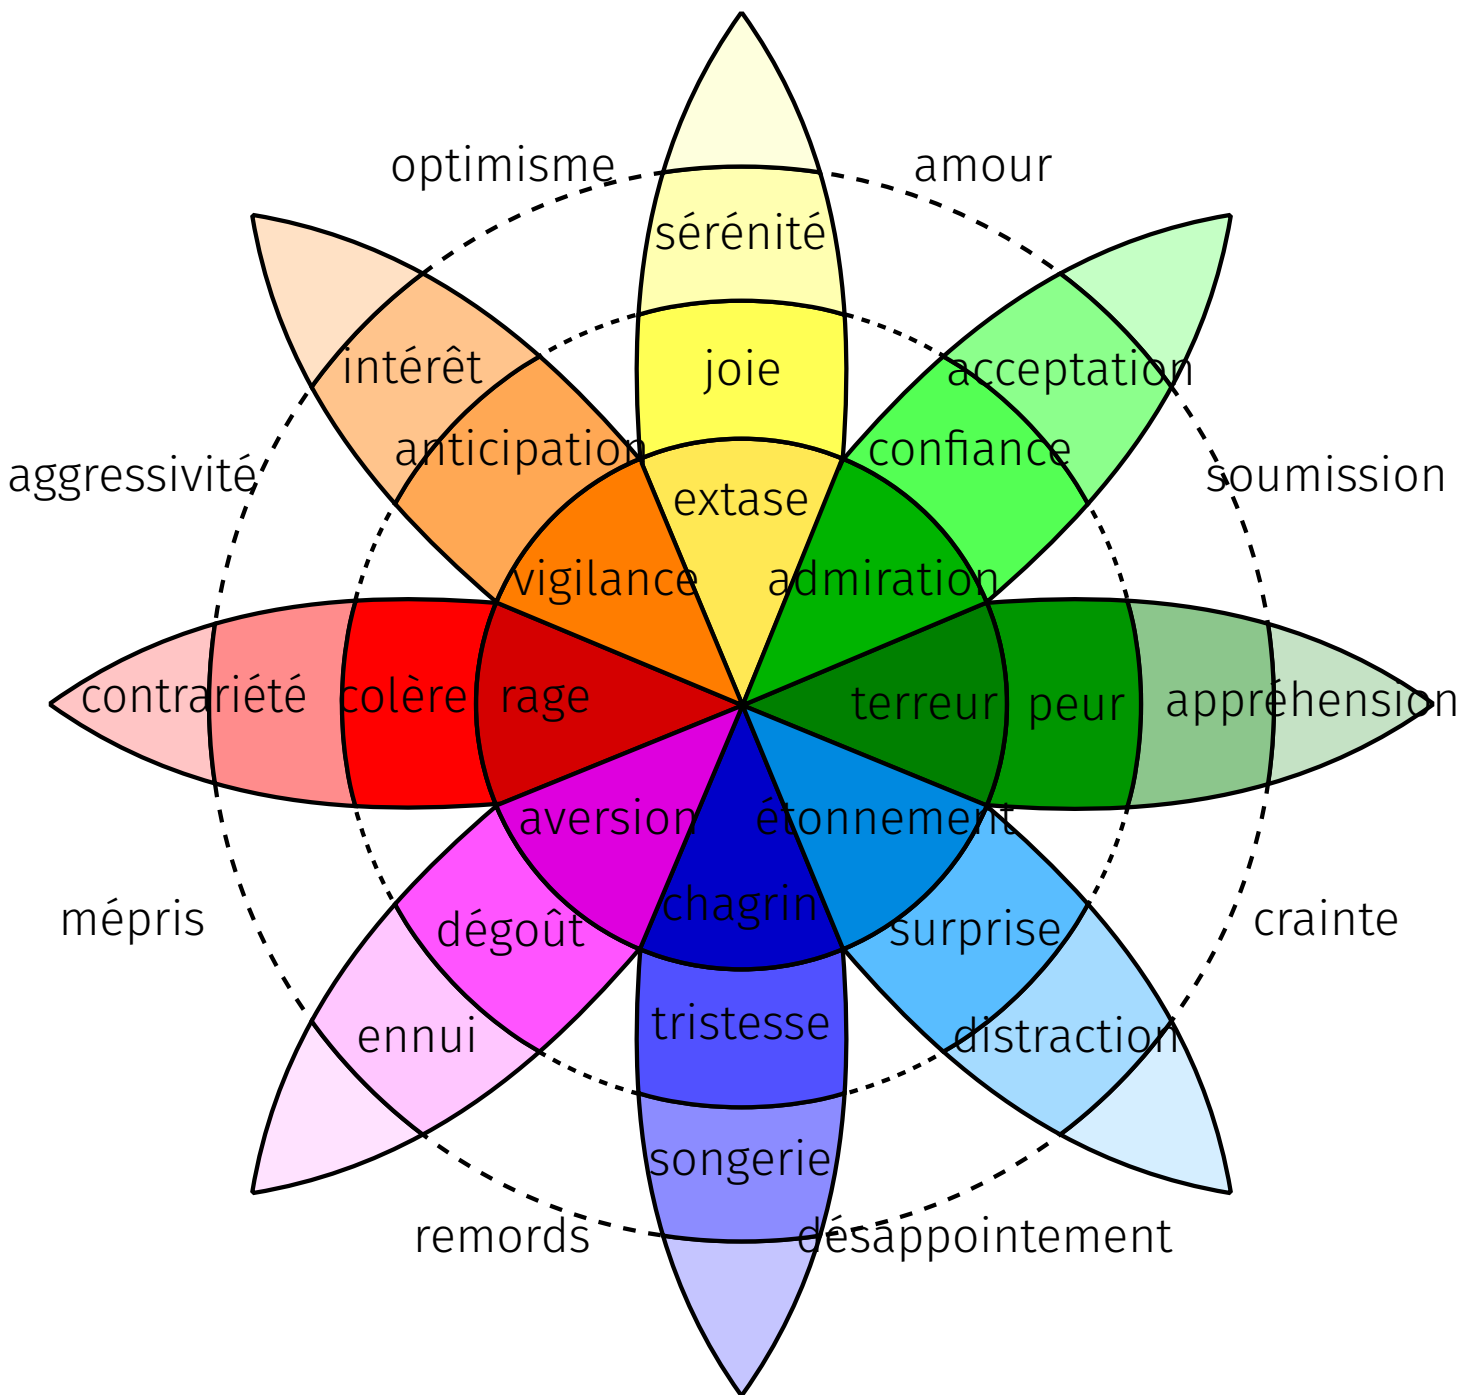 optimisme
amour
sérénité
intérêt
joie
acceptation
anticipation
confiance
aggressivité
extase
soumission
vigilance
admiration
contrariété
colère
rage
terreur
peur
appréhension
aversion
étonnement
chagrin
mépris
dégoût
surprise
crainte
tristesse
ennui
distraction
songerie
remords
désappointement